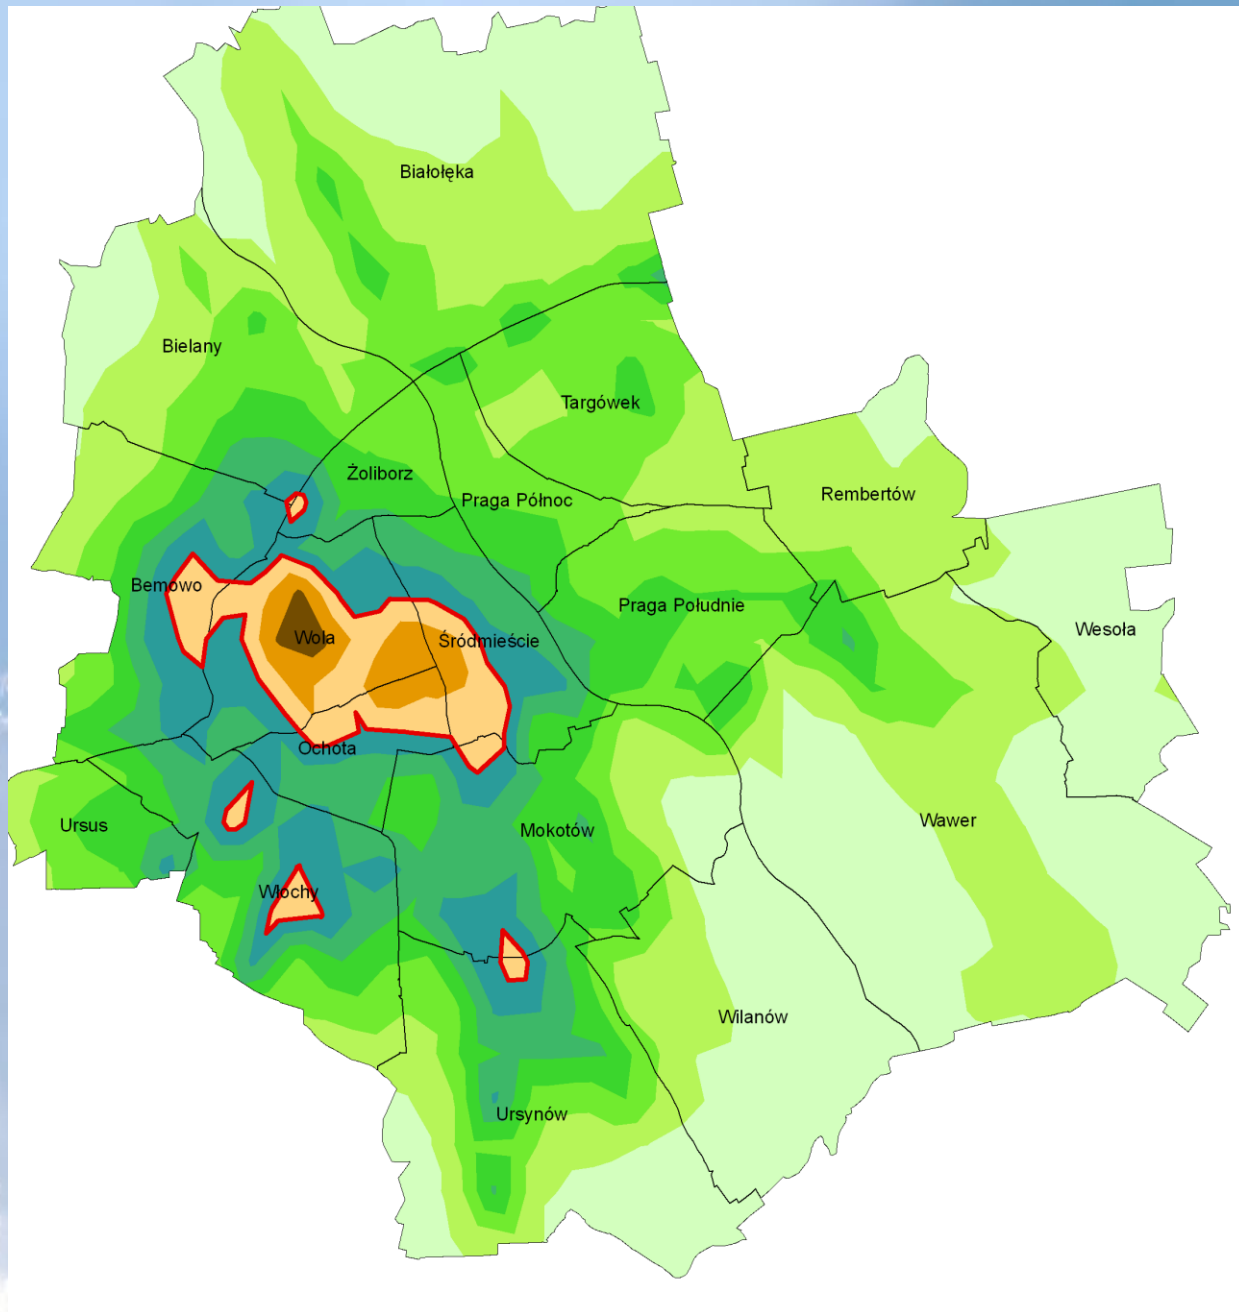 Białołęka
Bielany
Targówek
Żoliborz
Rembertów
Praga Północ
Bemowo
Praga Południe
Wesoła
Wola
Śródmieście
Ochota
Ursus
Mokotów
Wawer
Włochy
Wilanów
Ursynów